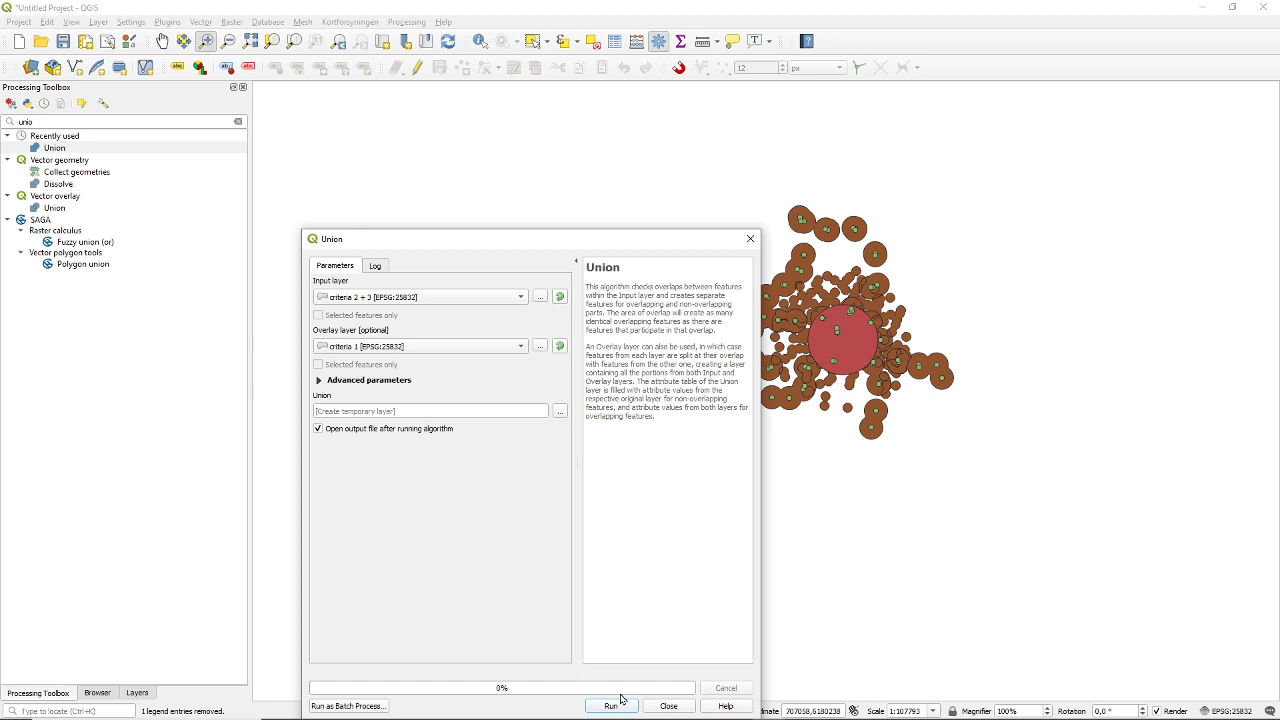 *Untitled Project - QGIS
Project Edit View Layer Settings Plugins Vector Raster Database Mesh Kortforsyningen Processing Help
12 px
Processing Toolbox
unio
Recently used
Union
Vector geometry
Collect geometries
Dissolve
Vector overlay
Union
SAGA
Raster calculus
Fuzzy union (or)
Vector polygon tools
Polygon union
Union
Parameters Log
Input layer
criteria 2 + 3 [EPSG:25832]
Selected features only
Overlay layer [optional]
criteria 1 [EPSG:25832]
Selected features only
Advanced parameters
Union
[Create temporary layer]
Open output file after running algorithm
Union
This algorithm checks overlaps between features
within the Input layer and creates separate
features for overlapping and non-overlapping
parts. The area of overlap will create as many
identical overlapping features as there are
features that participate in that overlap.
An Overlay layer can also be used, in which case
features from each layer are split at their overlap
with features from the other one, creating a layer
containing all the portions from both Input and
Overlay layers. The attribute table of the Union
layer is filled with attribute values from the
respective original layer for non-overlapping
features, and attribute values from both layers for
overlapping features.
0% Cancel
Run as Batch Process... Run Close Help
Processing Toolbox Browser Layers
Type to locate (Ctrl+K) 1 legend entries removed. inate 707058,6180238 Scale 1:107793 Magnifier 100% Rotation 0,0 ° Render EPSG:25832